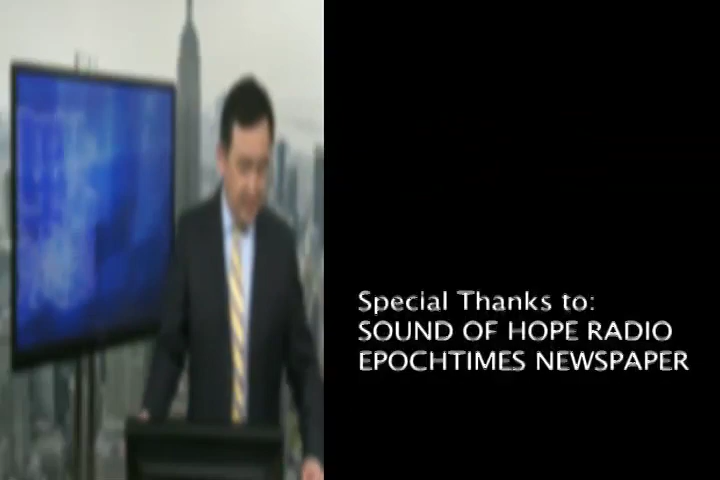 Special Thanks to:
SOUND OF HOPE RADIO
EPOCHTIMES NEWSPAPER